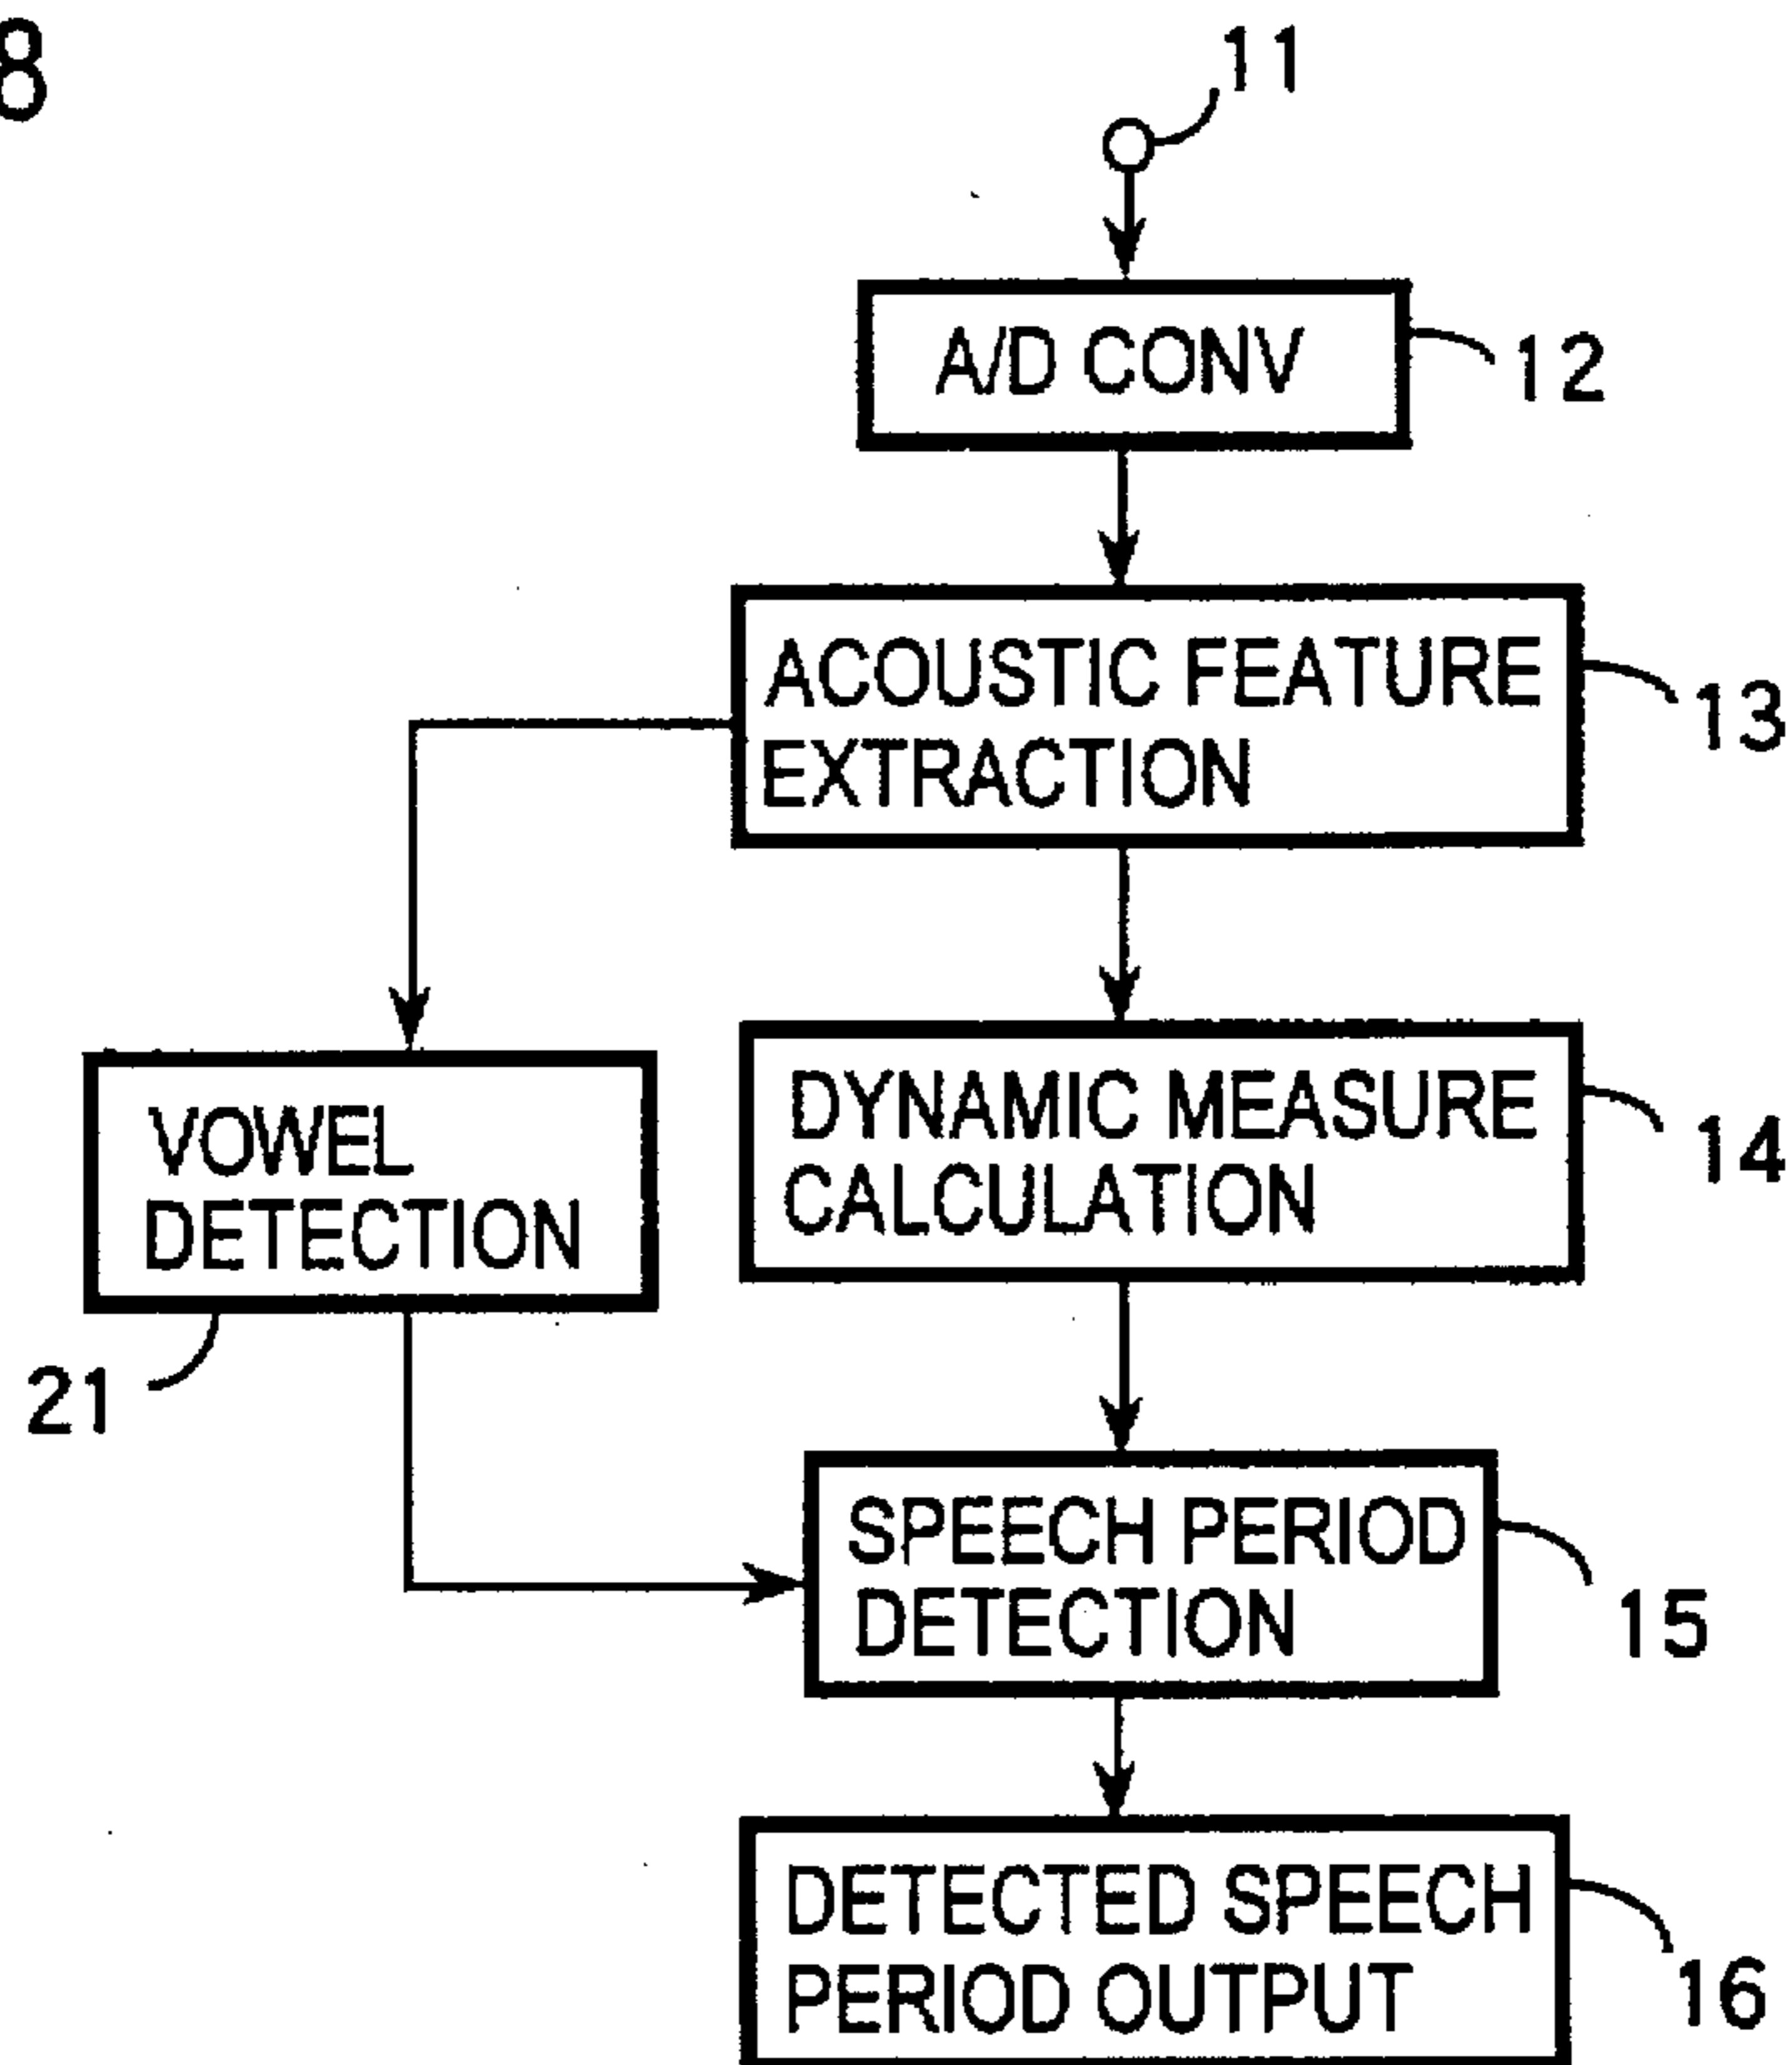 8
11
A/D CONV
12
ACOUSTIC FEATURE
EXTRACTION
13
DYNAMIC MEASURE
CALCULATION
14
VOWEL
DETECTION
21
SPEECH PERIOD
DETECTION
15
DETECTED SPEECH
PERIOD OUTPUT
16